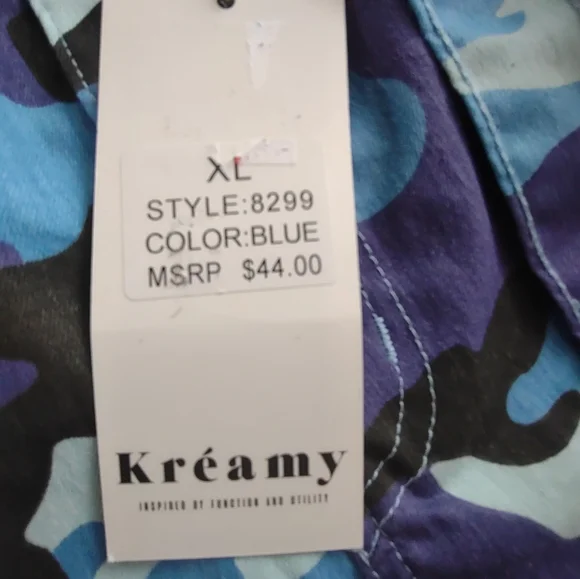 XL
STYLE:8299
COLOR:BLUE
MSRP $44.00
Kréamy
INSPIRED BY FUNCTION AND UTILITY